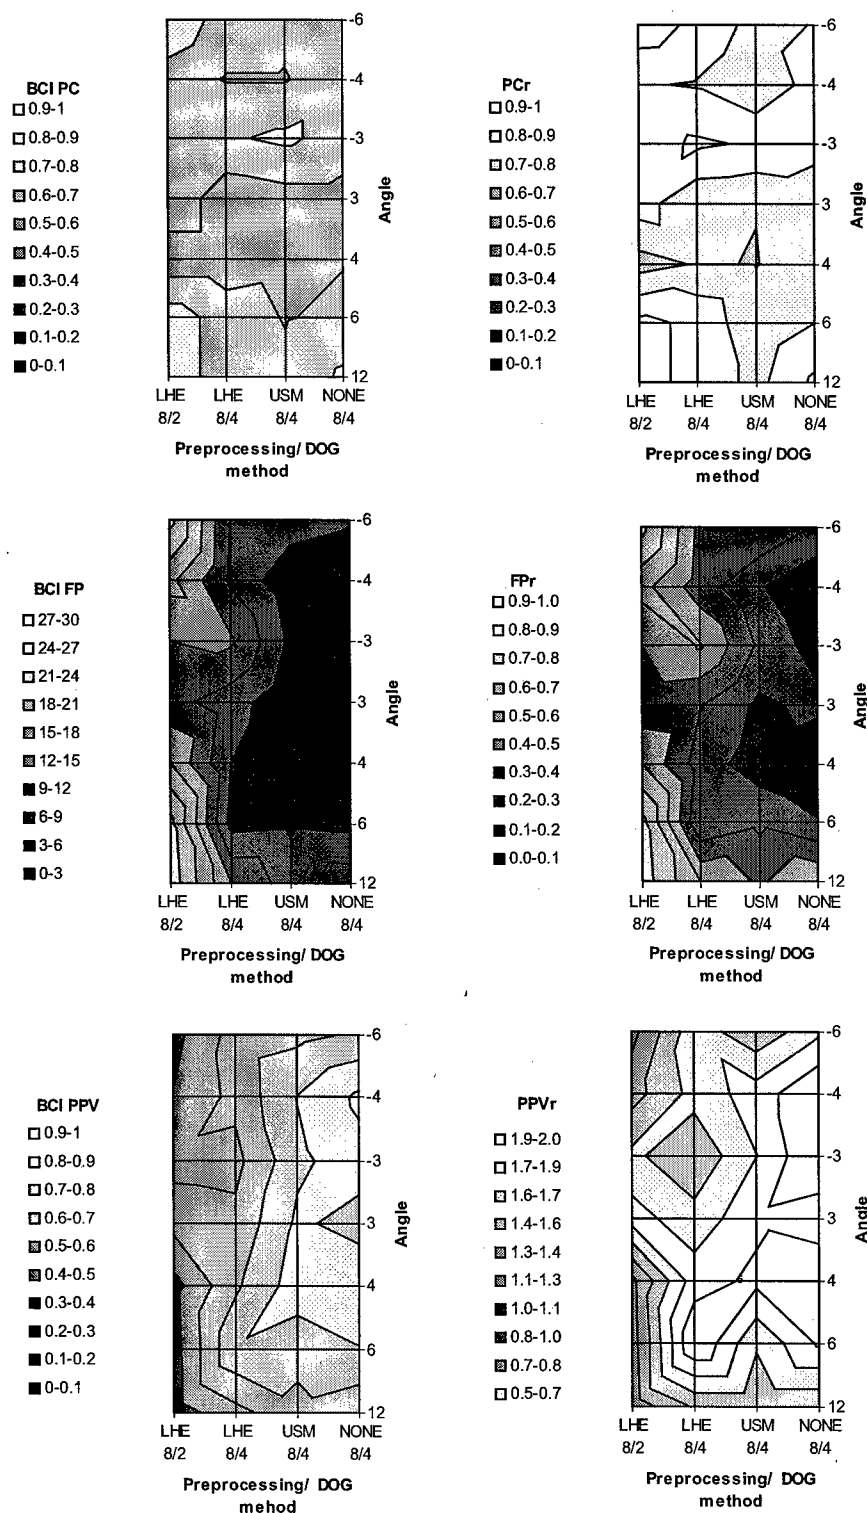 BCI PC
0.9-1
0.8-9
0.7-8
0.6-7
0.5-6
0.4-5
0.3-4
0.2-3
0.1-2
0-0.1
-6
-4
-3
3
4
6
12
Angle
LHE LHE USM NONE
8/2 8/4 8/4 8/4
Preprocessing/ DOG
method
PCr
0.9-1
0.8-9
0.7-8
0.6-7
0.5-6
0.4-5
0.3-4
0.2-3
0.1-2
0-0.1
-6
-4
-3
3
4
6
12
Angle
LHE LHE USM NONE
8/2 8/4 8/4 8/4
Preprocessing/ DOG
method
BCI FP
27-30
24-27
21-24
18-21
15-18
12-15
9-12
6-9
3-6
0-3
-6
-4
-3
3
4
6
12
Angle
LHE LHE USM NONE
8/2 8/4 8/4 8/4
Preprocessing/ DOG
method
FPr
0.9-1.0
0.8-0.9
0.7-0.8
0.6-0.7
0.5-0.6
0.4-0.5
0.3-0.4
0.2-0.3
0.1-0.2
0.0-0.1
-6
-4
-3
3
4
6
12
Angle
LHE LHE USM NONE
8/2 8/4 8/4 8/4
Preprocessing/ DOG
method
BCI PPV
0.9-1
0.8-0.9
0.7-0.8
0.6-0.7
0.5-0.6
0.4-0.5
0.3-0.4
0.2-0.3
0.1-0.2
0-0.1
-6
-4
-3
3
4
6
12
Angle
LHE LHE USM NONE
8/2 8/4 8/4 8/4
Preprocessing/ DOG
mehod
PPVr
1.9-2.0
1.7-1.9
1.6-1.7
1.4-1.6
1.3-1.4
1.1-1.3
1.0-1.1
0.8-1.0
0.7-0.8
0.5-0.7
-6
-4
-3
3
4
6
12
Angle
LHE LHE USM NONE
8/2 8/4 8/4 8/4
Preprocessing/ DOG
method